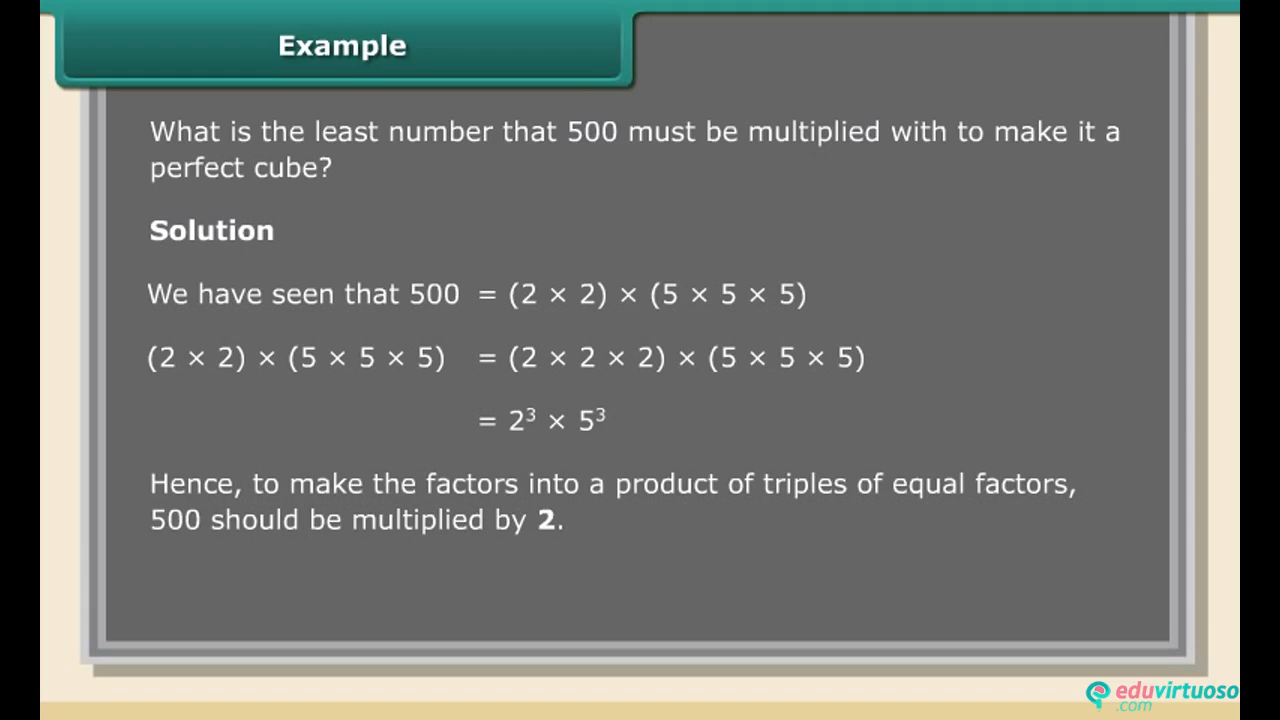 Example
What is the least number that 500 must be multiplied with to make it a
perfect cube?
Solution
We have seen that 500 = (2 × 2) × (5 × 5 × 5)
(2 × 2) × (5 × 5 × 5) = (2 × 2 × 2) × (5 × 5 × 5)
= 2³ × 5³
Hence, to make the factors into a product of triples of equal factors,
500 should be multiplied by 2.
eduvirtuoso
.com